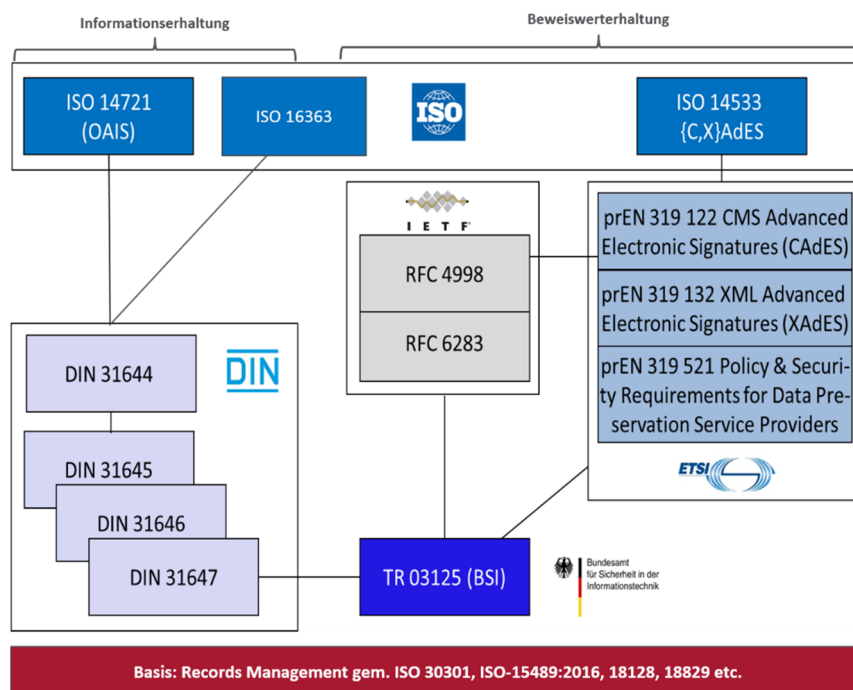 Informationserhaltung
Beweiswerterhaltung
ISO 14721
(OAIS)
ISO 16363
ISO
ISO 14533
{C,X}AdES
IETF
RFC 4998
RFC 6283
prEN 319 122 CMS Advanced
Electronic Signatures (CAdES)
prEN 319 132 XML Advanced
Electronic Signatures (XAdES)
prEN 319 521 Policy & Securi-
ty Requirements for Data Pre-
servation Service Providers
ETSI
DIN 31644
DIN
DIN 31645
DIN 31646
DIN 31647
TR 03125 (BSI)
Bundesamt
für Sicherheit in der
Informationstechnik
Basis: Records Management gem. ISO 30301, ISO-15489:2016, 18128, 18829 etc.